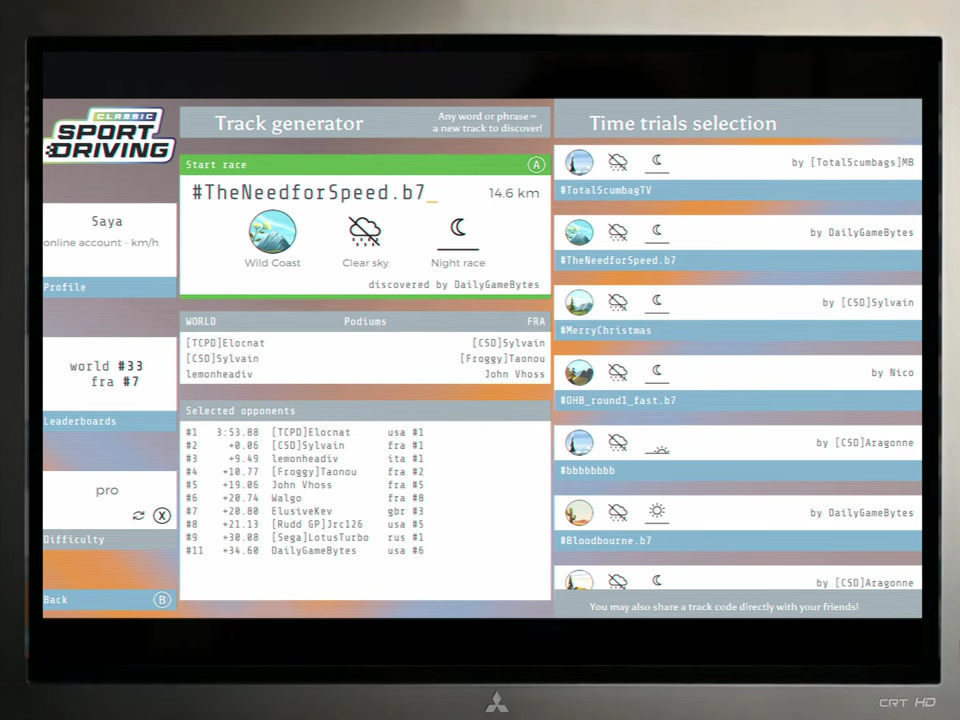 CLASSIC
SPORT
DRIVING
Saya
online account · km/h
Profile
world #33
fra #7
Leaderboards
pro
X
Difficulty
Back B
Track generator
Any word or phrase =
a new track to discover!
Start race A
#TheNeedforSpeed.b7_ 14.6 km
Wild Coast Clear sky Night race
discovered by DailyGameBytes
WORLD Podiums FRA
[TCPD]Elocnat [CSD]Sylvain
[CSD]Sylvain [Froggy]Taonou
lemonheadiv John Vhoss
Selected opponents
#1 3:53.88 [TCPD]Elocnat usa #1
#2 +0.06 [CSD]Sylvain fra #1
#3 +9.49 lemonheadiv ita #1
#4 +10.77 [Froggy]Taonou fra #2
#5 +19.06 John Vhoss fra #5
#6 +20.74 Walgo fra #8
#7 +20.80 ElusiveKev gbr #3
#8 +21.13 [Rudd GP]Jrc126 usa #5
#9 +30.08 [Sega]LotusTurbo rus #1
#11 +34.60 DailyGameBytes usa #6
Time trials selection
by [TotalScumbags]MB
#TotalScumbagTV
by DailyGameBytes
#TheNeedforSpeed.b7
by [CSD]Sylvain
#MerryChristmas
by Nico
#DHB_round1_fast.b7
by [CSD]Aragonne
#bbbbbbbb
by DailyGameBytes
#Bloodbourne.b7
by [CSD]Aragonne
You may also share a track code directly with your friends!
CRT HD